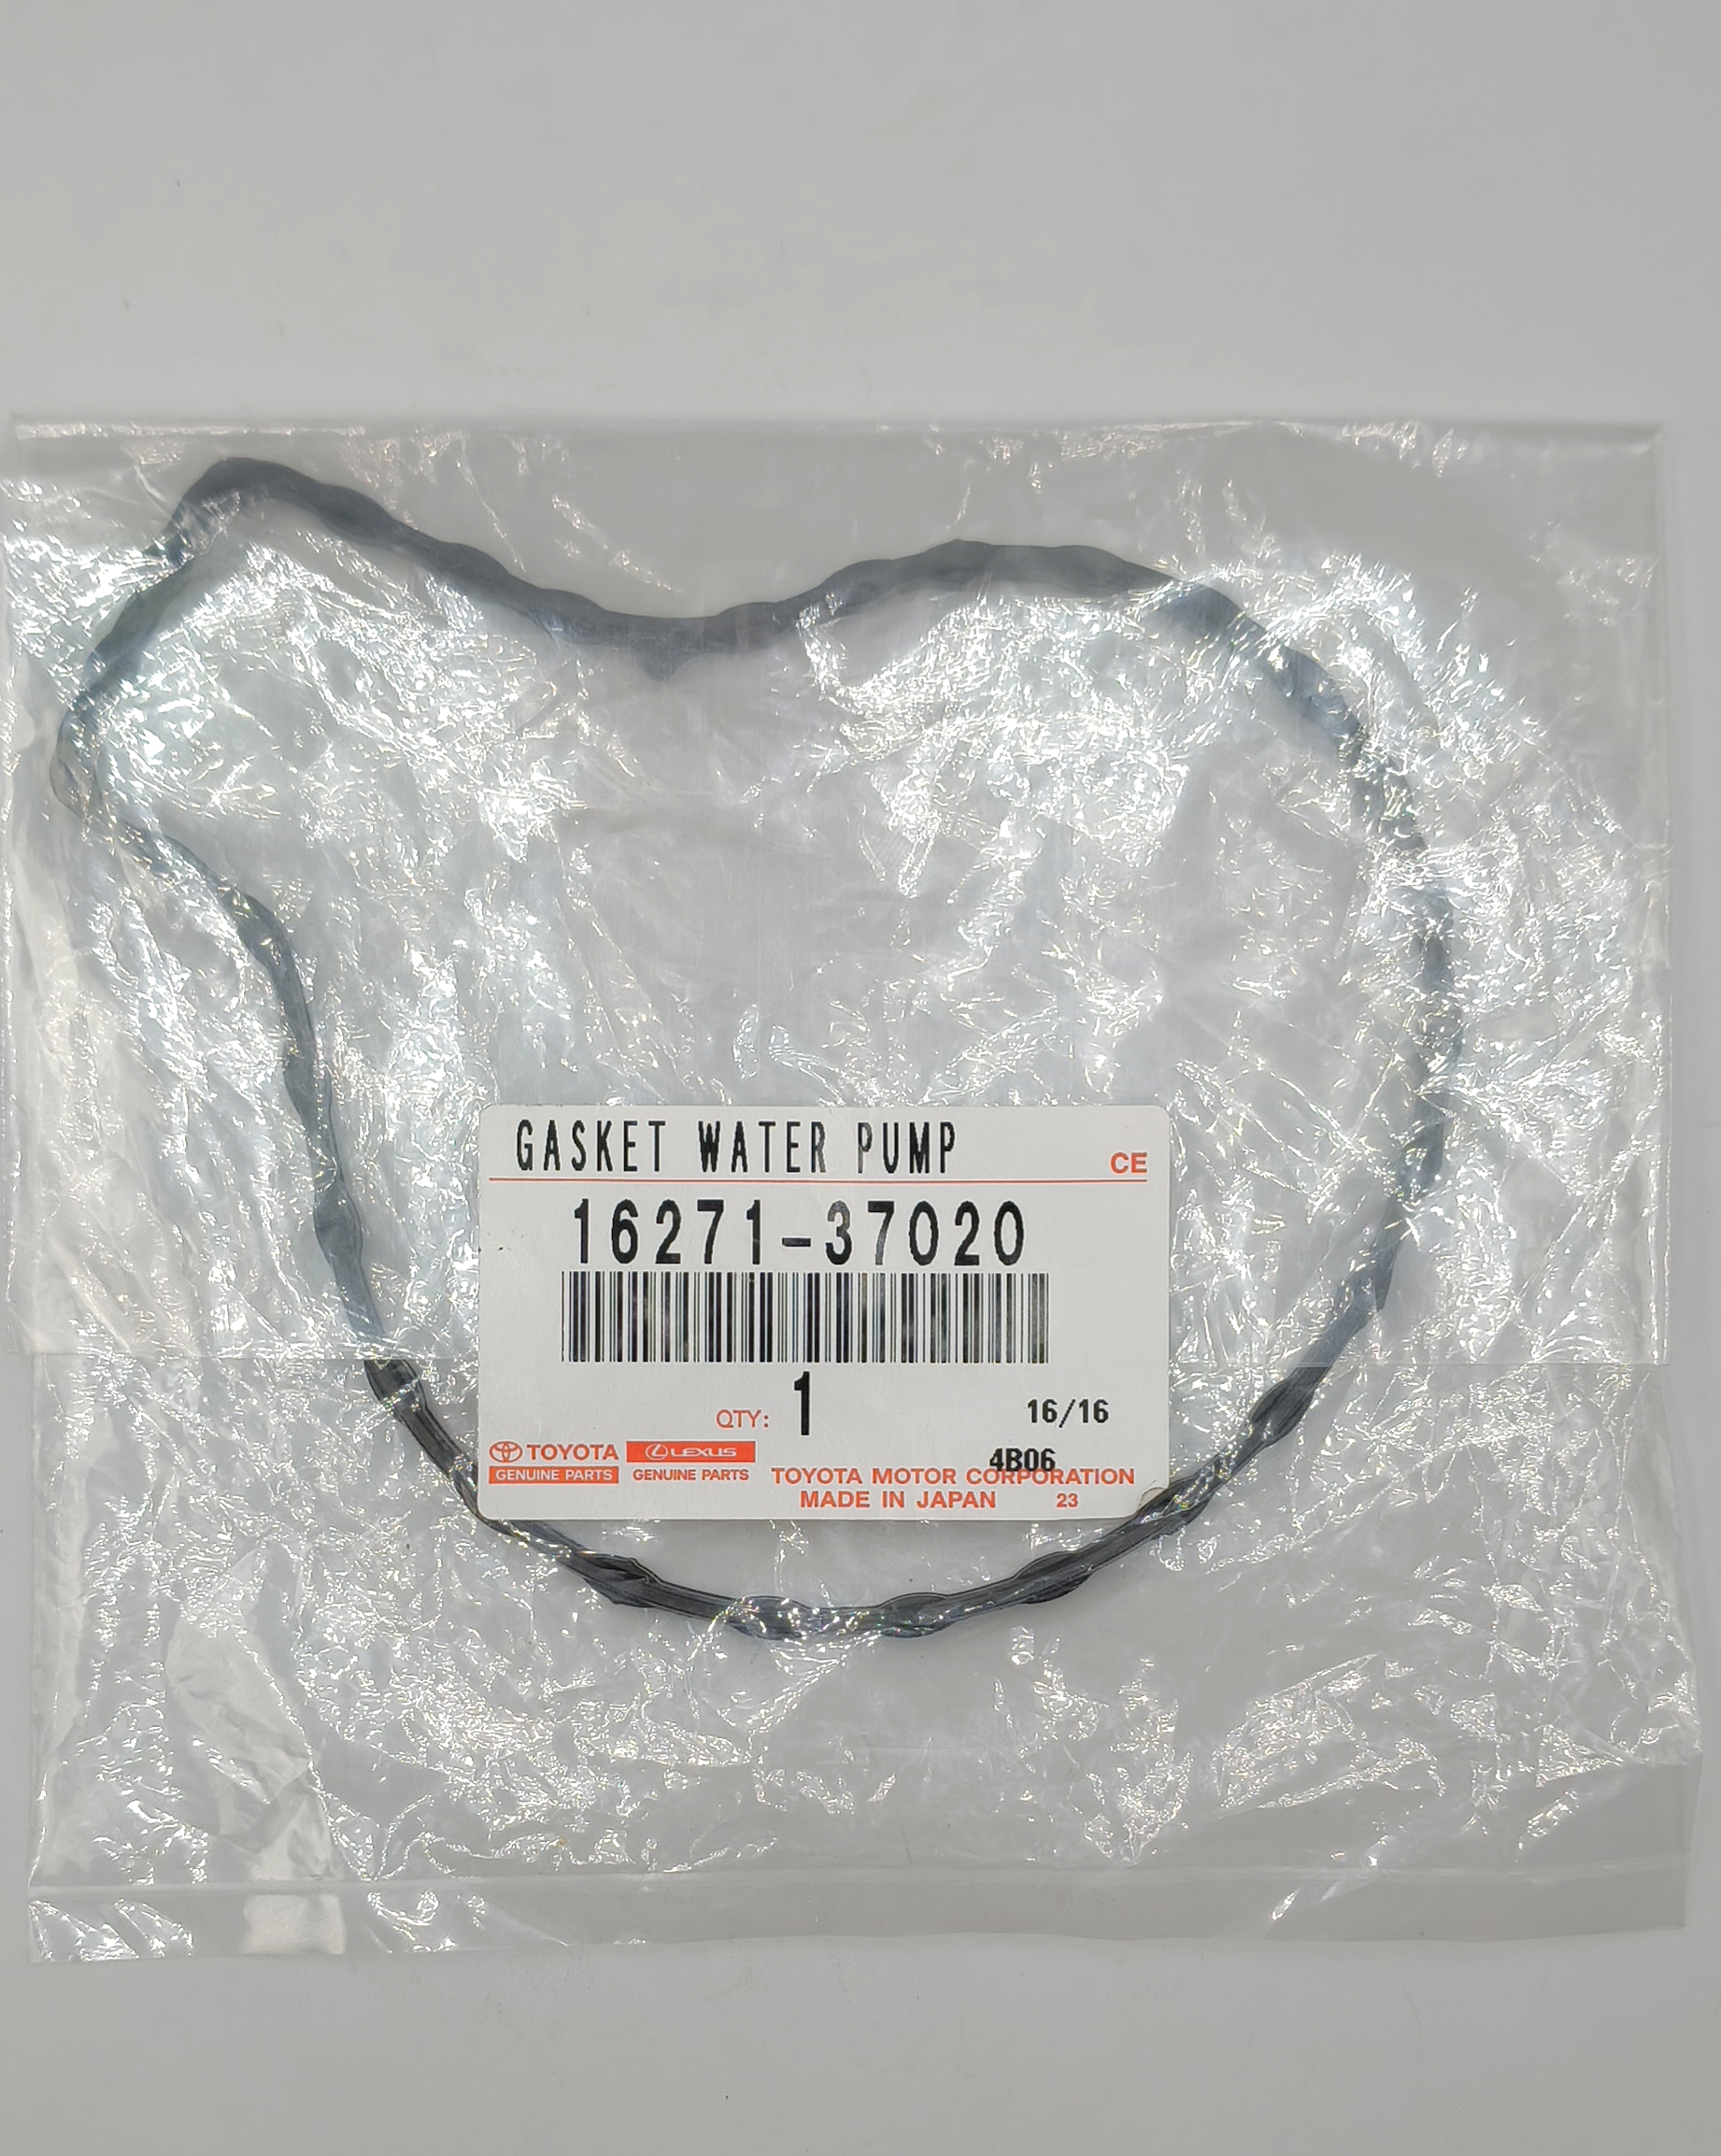 GASKET WATER PUMP
CE
16271-37020
QTY: 1
16/16
4B06
TOYOTA LEXUS
GENUINE PARTS GENUINE PARTS
TOYOTA MOTOR CORPORATION
MADE IN JAPAN 23